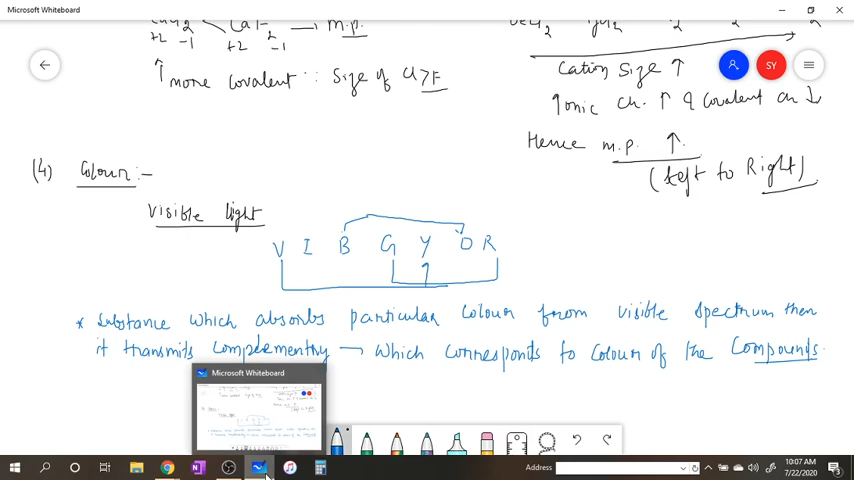 Microsoft Whiteboard
+2 -1 +2 -1
→ m.p.
↑ more covalent ∵ Size of Cl > F
SY
Cation Size ↑
↑ Ionic Ch. ↑ & Covalent Ch ↓
Hence m.p. ↑
(Left to Right)
(4) Colour:-
Visible light
V I B G Y O R
* Substance which absorbs particular colour from visible spectrum then
it transmits complementry → which corresponds to colour of the compounds.
Microsoft Whiteboard
Address
10:07 AM
7/22/2020
3